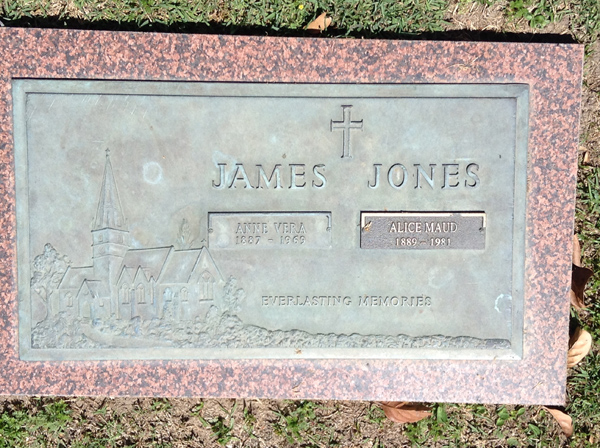 JAMES JONES
ANNE VERA
1887 - 1969
ALICE MAUD
1889 - 1981
EVERLASTING MEMORIES